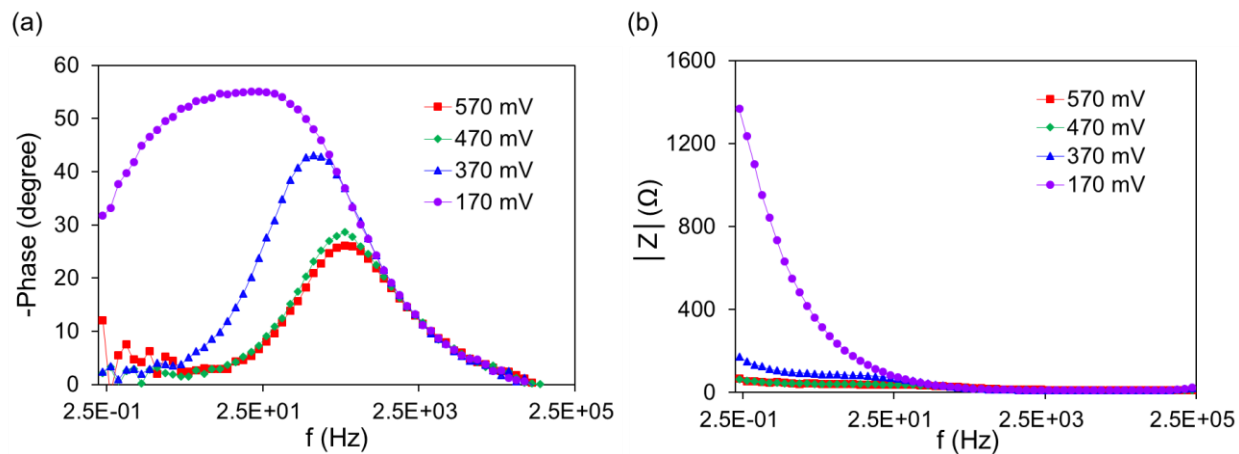 (a)
60
50
40
30
20
10
0
-Phase (degree)
570 mV
470 mV
370 mV
170 mV
2.5E-01
2.5E+01
2.5E+03
2.5E+05
f (Hz)
(b)
1600
1200
800
400
0
|Z| (Ω)
570 mV
470 mV
370 mV
170 mV
2.5E-01
2.5E+01
2.5E+03
2.5E+05
f (Hz)